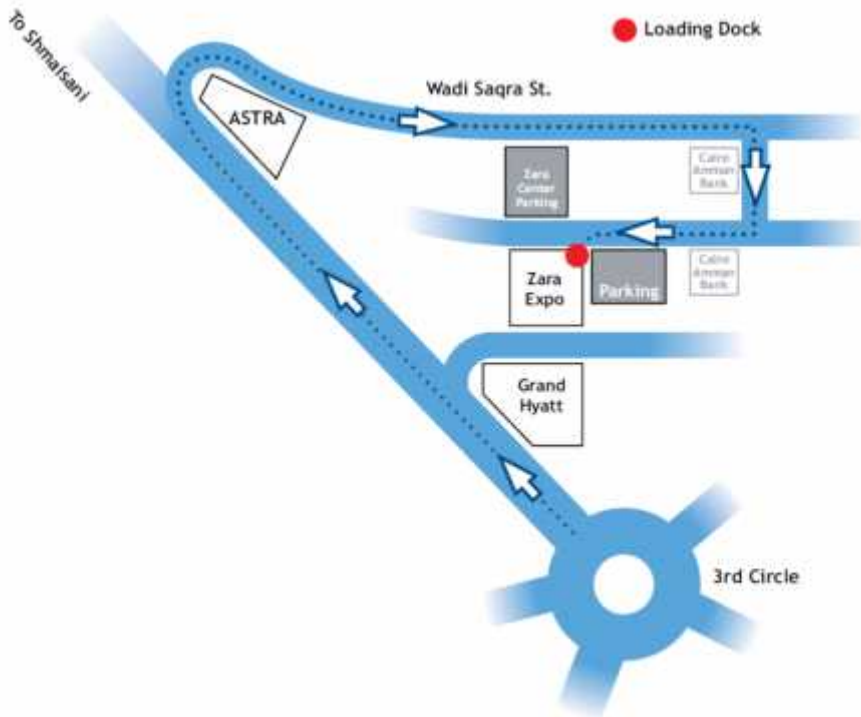 To Shmaisani
Loading Dock
Wadi Saqra St.
ASTRA
Zara
Center
Parking
Cairo
Amman
Bank
Zara
Expo
Parking
Cairo
Amman
Bank
Grand
Hyatt
3rd Circle